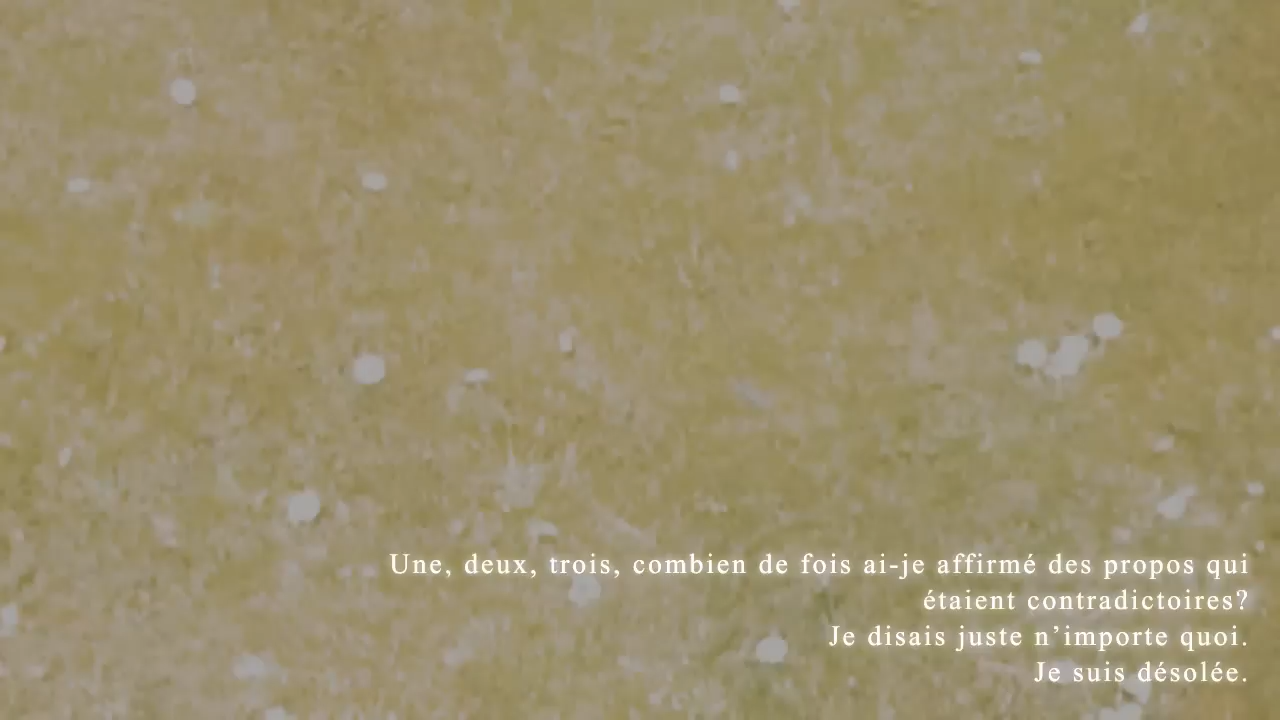 Une, deux, trois, combien de fois ai-je affirmé des propos qui
étaient contradictoires?
Je disais juste n’importe quoi.
Je suis désolée.